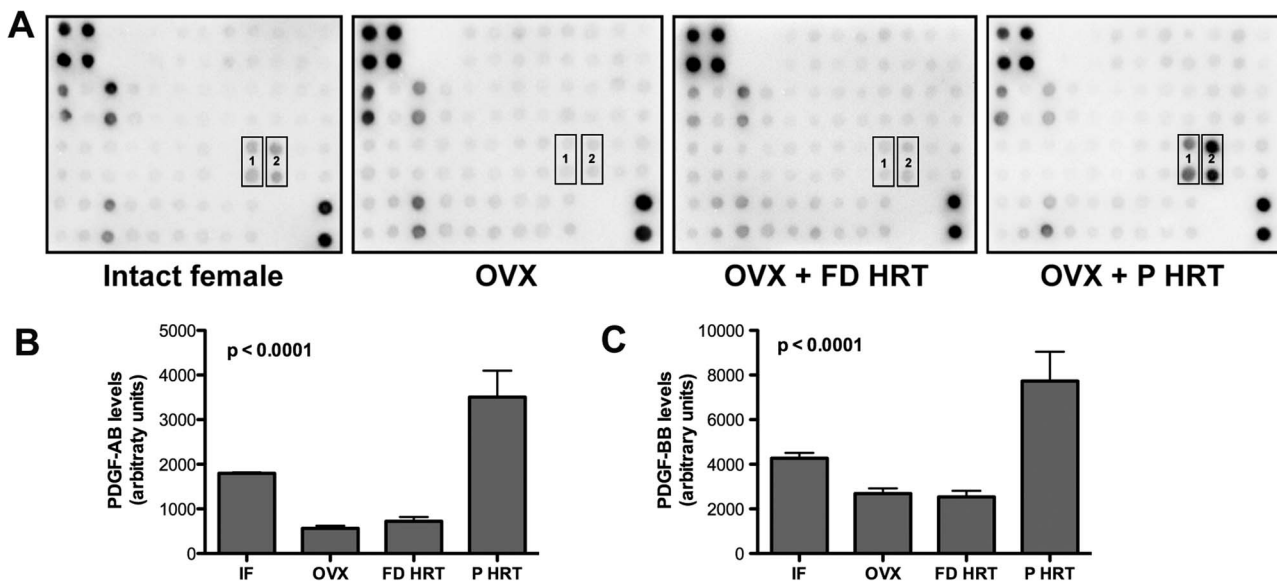 A
1 2
1 2
1 2
1 2
Intact female
OVX
OVX + FD HRT
OVX + P HRT
B
p < 0.0001
PDGF-AB levels
(arbitraty units)
5000
4000
3000
2000
1000
0
IF OVX FD HRT P HRT
C
p < 0.0001
PDGF-BB levels
(arbitrary units)
10000
8000
6000
4000
2000
0
IF OVX FD HRT P HRT